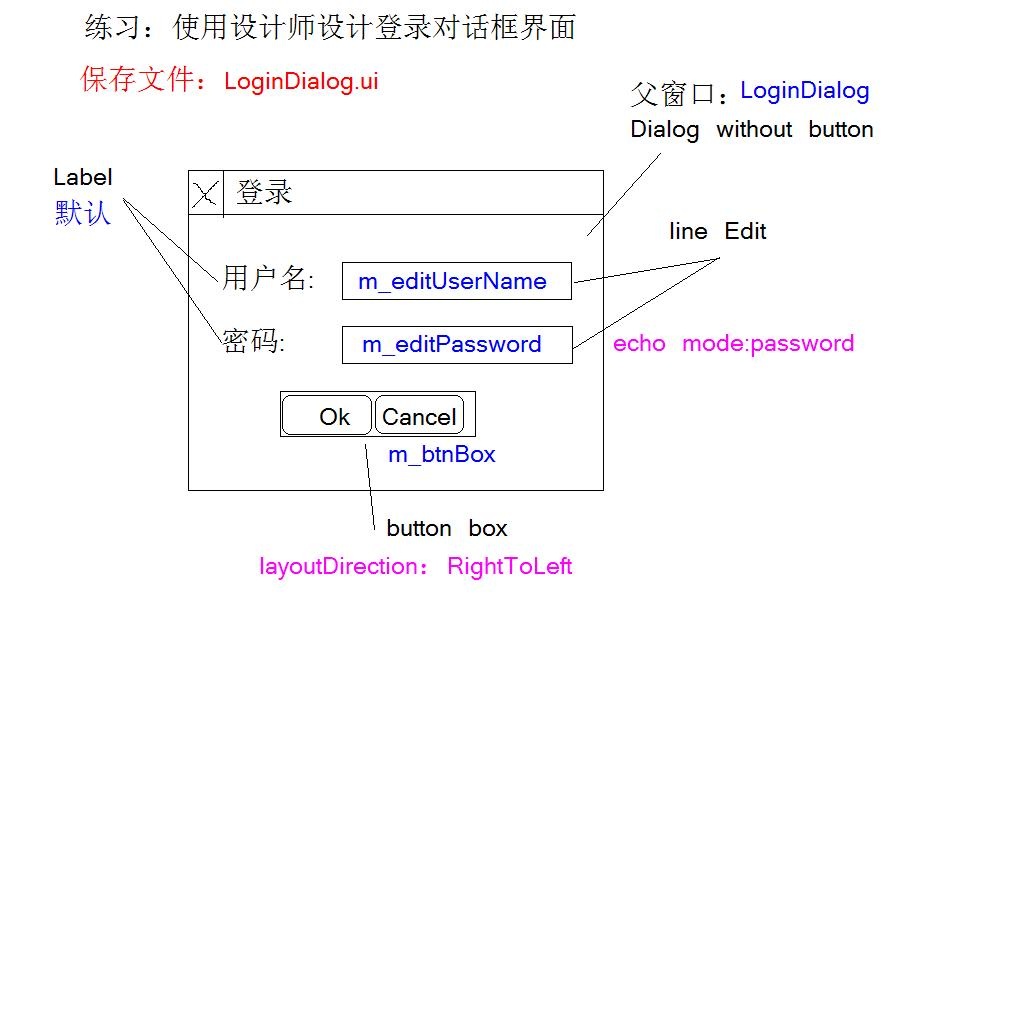 练习：使用设计师设计登录对话框界面
保存文件：LoginDialog.ui
父窗口：LoginDialog
Dialog without button
Label
默认
登录
line Edit
用户名:
m_editUserName
密码:
m_editPassword
echo mode:password
Ok
Cancel
m_btnBox
button box
layoutDirection：RightToLeft